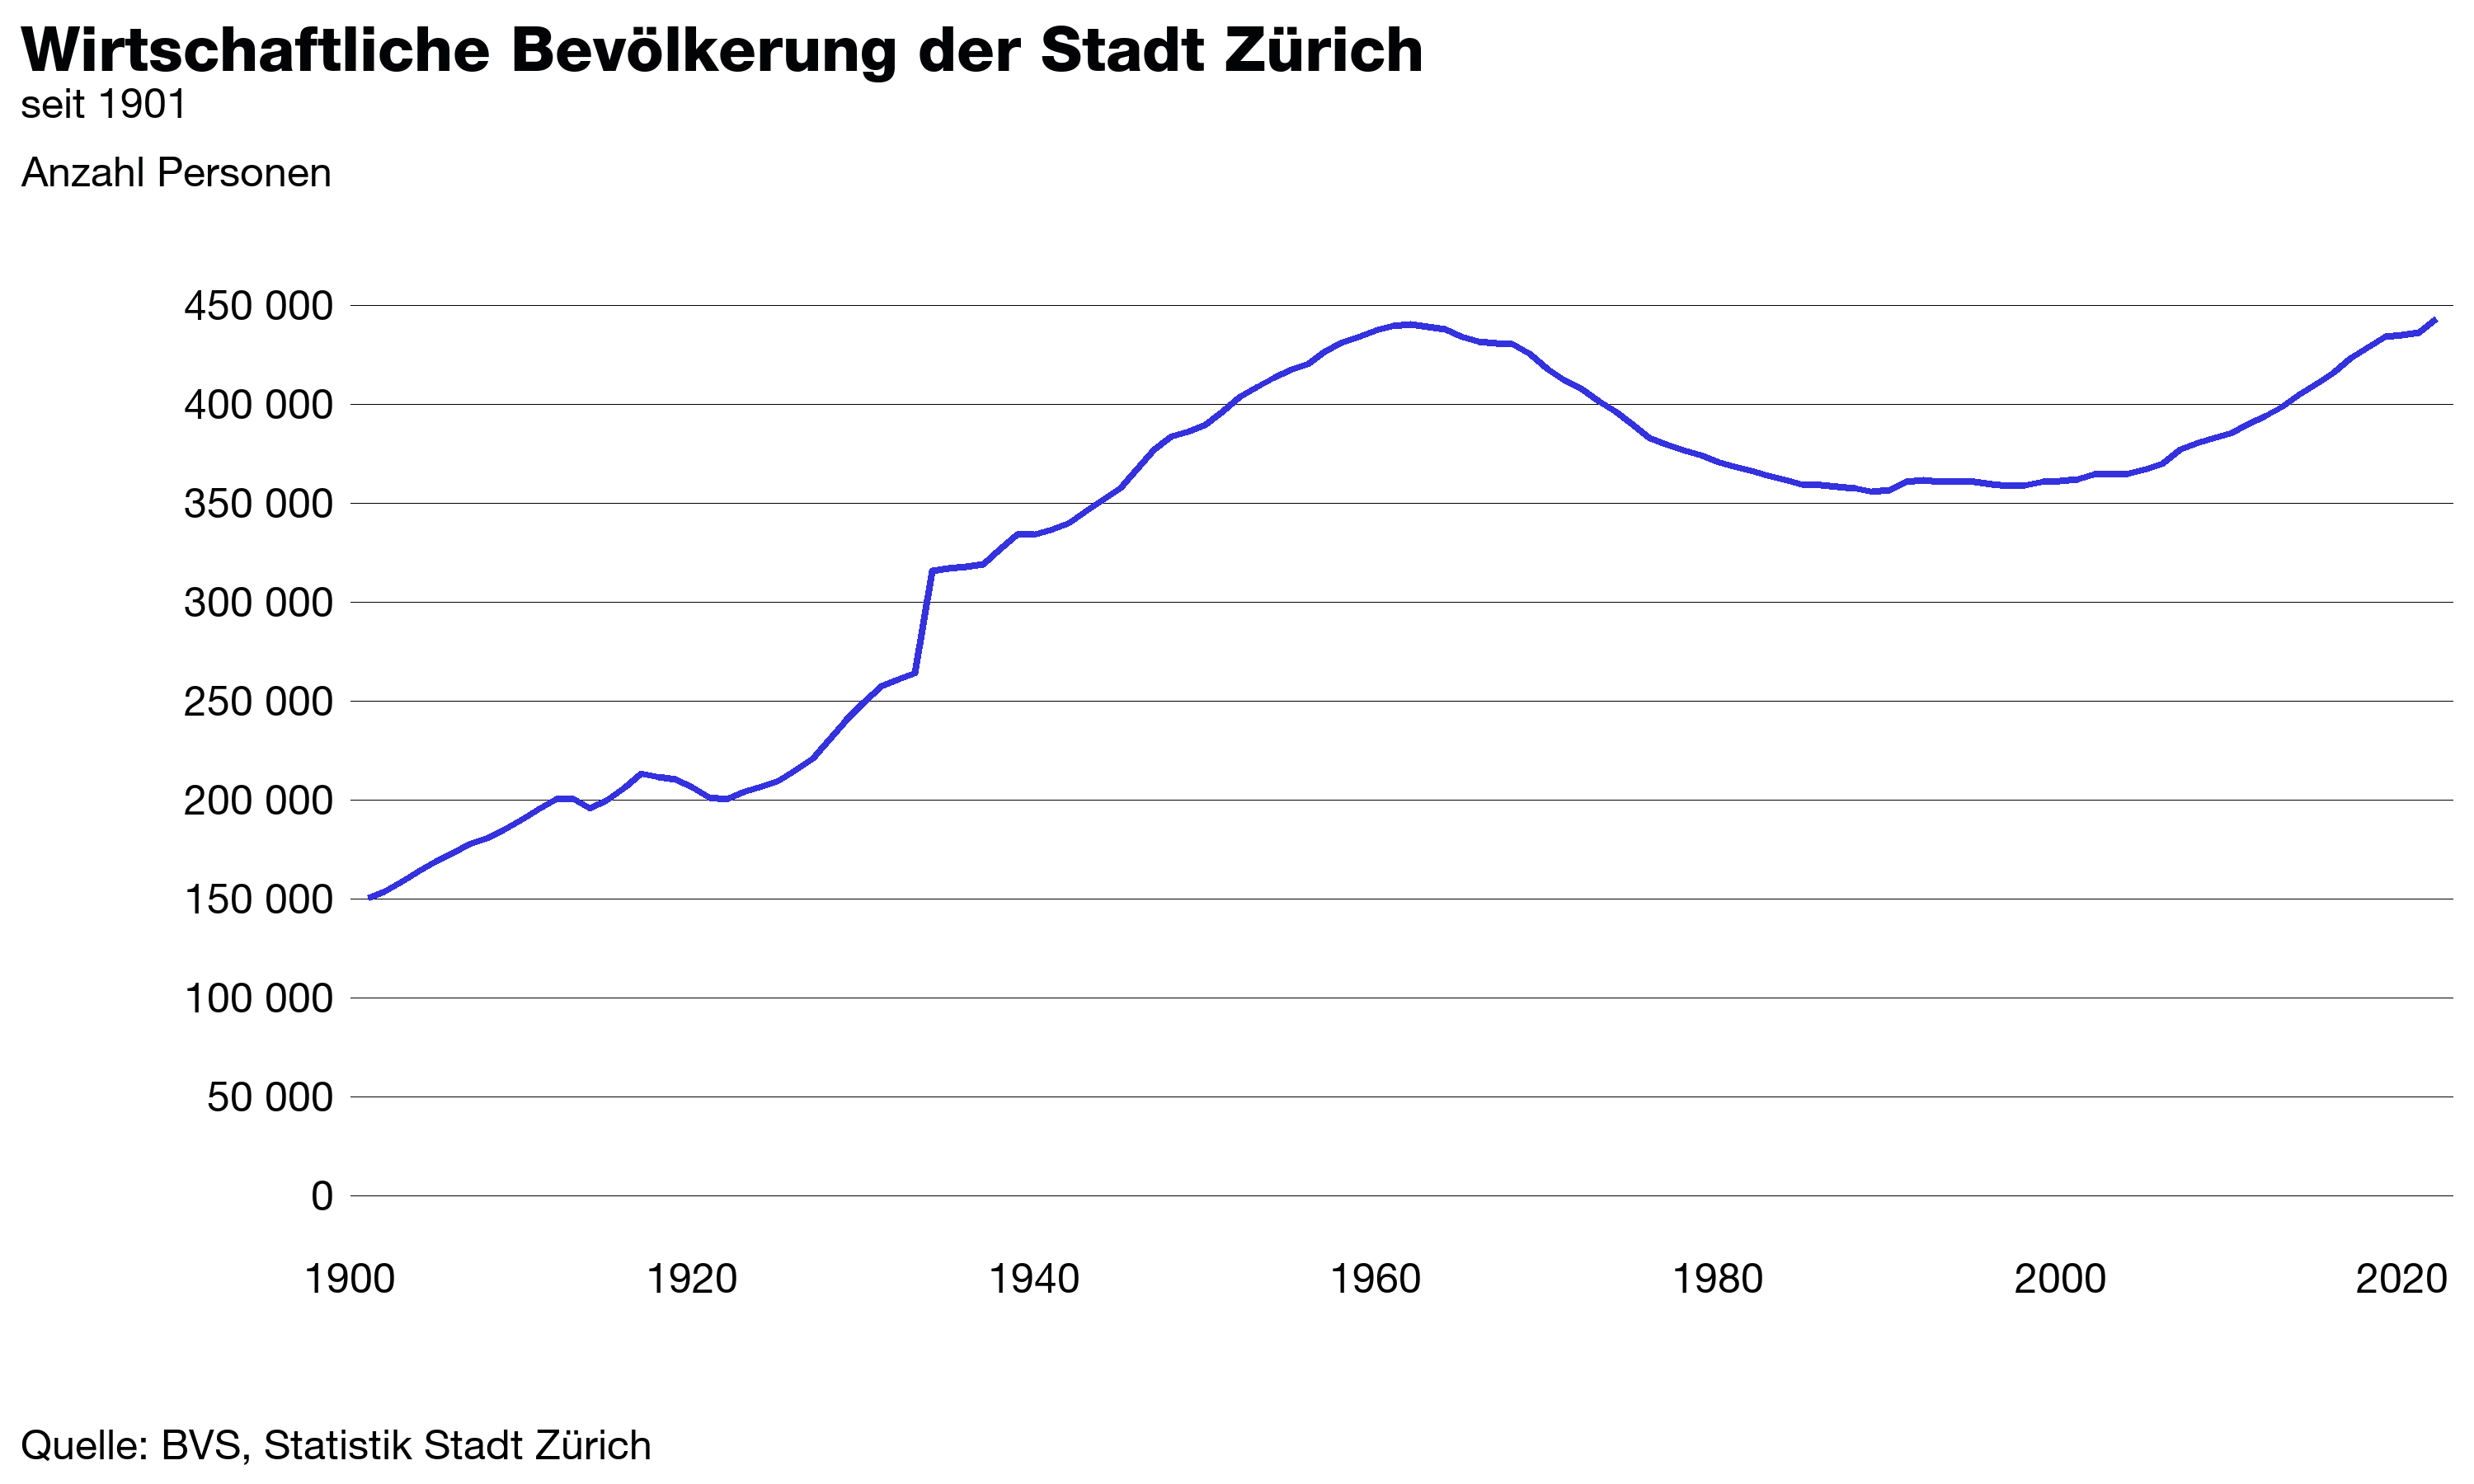 Wirtschaftliche Bevölkerung der Stadt Zürich
seit 1901
Anzahl Personen
450 000
400 000
350 000
300 000
250 000
200 000
150 000
100 000
50 000
0
1900 1920 1940 1960 1980 2000 2020
Quelle: BVS, Statistik Stadt Zürich